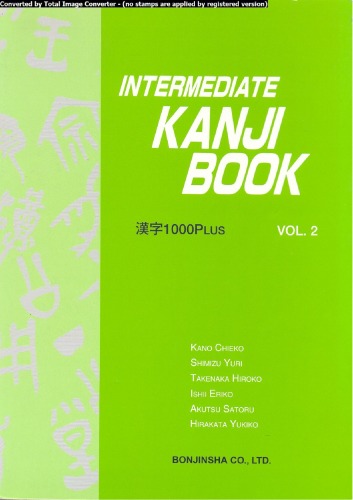 Converted by Total Image Converter - (no stamps are applied by registered version)
INTERMEDIATE
KANJI
BOOK
漢字1000PLUS
VOL. 2
KANO CHIEKO
SHIMIZU YURI
TAKENAKA HIROKO
ISHII ERIKO
AKUTSU SATORU
HIRAKATA YUKIKO
BONJINSHA CO., LTD.